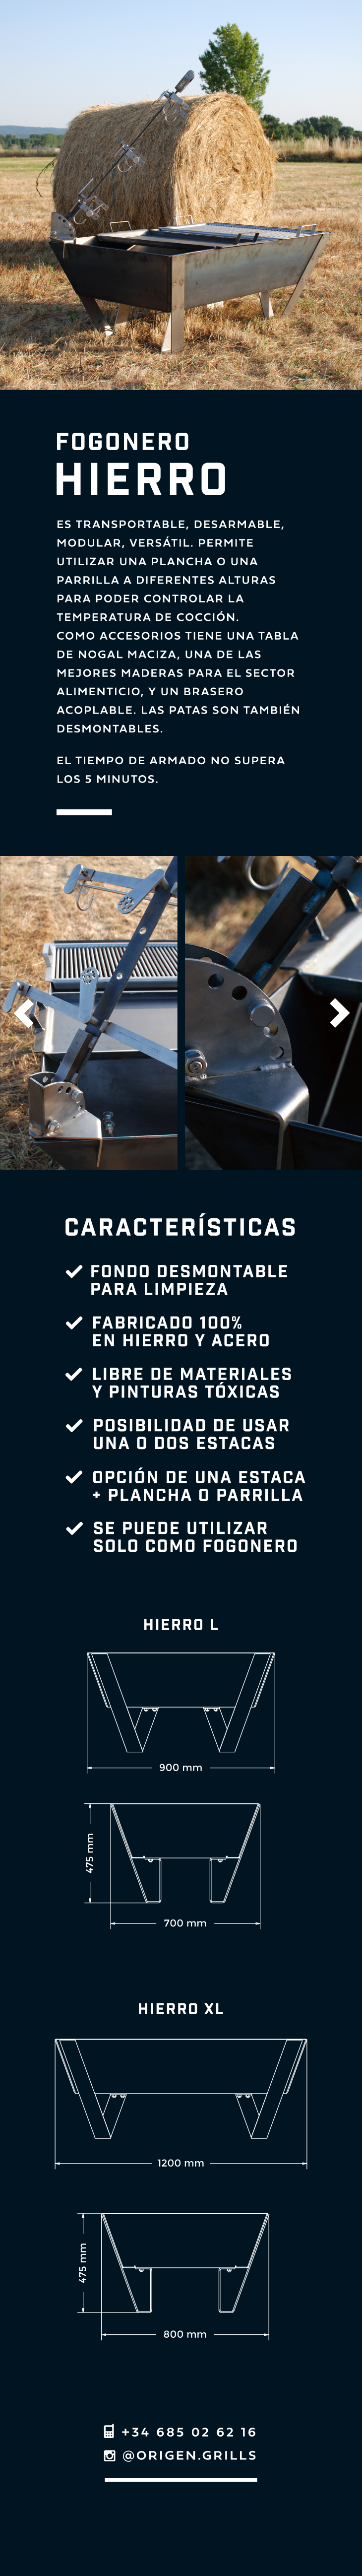 FOGONERO
HIERRO
ES TRANSPORTABLE, DESARMABLE,
MODULAR, VERSÁTIL. PERMITE
UTILIZAR UNA PLANCHA O UNA
PARRILLA A DIFERENTES ALTURAS
PARA PODER CONTROLAR LA
TEMPERATURA DE COCCIÓN.
COMO ACCESORIOS TIENE UNA TABLA
DE NOGAL MACIZA, UNA DE LAS
MEJORES MADERAS PARA EL SECTOR
ALIMENTICIO, Y UN BRASERO
ACOPLABLE. LAS PATAS SON TAMBIÉN
DESMONTABLES.
EL TIEMPO DE ARMADO NO SUPERA
LOS 5 MINUTOS.
CARACTERÍSTICAS
FONDO DESMONTABLE
PARA LIMPIEZA
FABRICADO 100%
EN HIERRO Y ACERO
LIBRE DE MATERIALES
Y PINTURAS TÓXICAS
POSIBILIDAD DE USAR
UNA O DOS ESTACAS
OPCIÓN DE UNA ESTACA
+ PLANCHA O PARRILLA
SE PUEDE UTILIZAR
SOLO COMO FOGONERO
HIERRO L
900 mm
475 mm
700 mm
HIERRO XL
1200 mm
475 mm
800 mm
+34 685 02 62 16
@ORIGEN.GRILLS